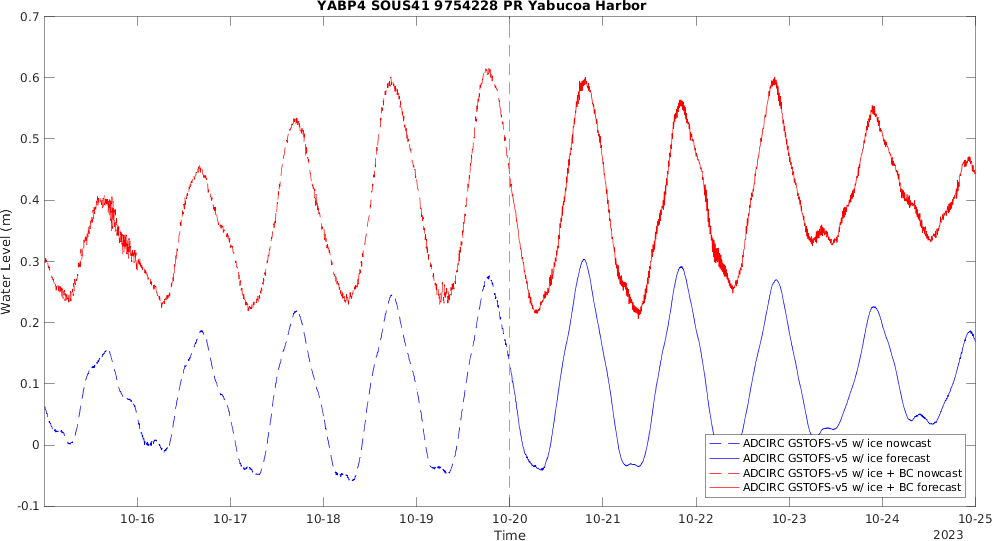 YABP4 SOUS41 9754228 PR Yabucoa Harbor
0.7
0.6
0.5
0.4
0.3
0.2
0.1
0
-0.1
Water Level (m)
10-16 10-17 10-18 10-19 10-20 10-21 10-22 10-23 10-24 10-25
Time
2023
ADCIRC GSTOFS-v5 w/ ice nowcast
ADCIRC GSTOFS-v5 w/ ice forecast
ADCIRC GSTOFS-v5 w/ ice + BC nowcast
ADCIRC GSTOFS-v5 w/ ice + BC forecast